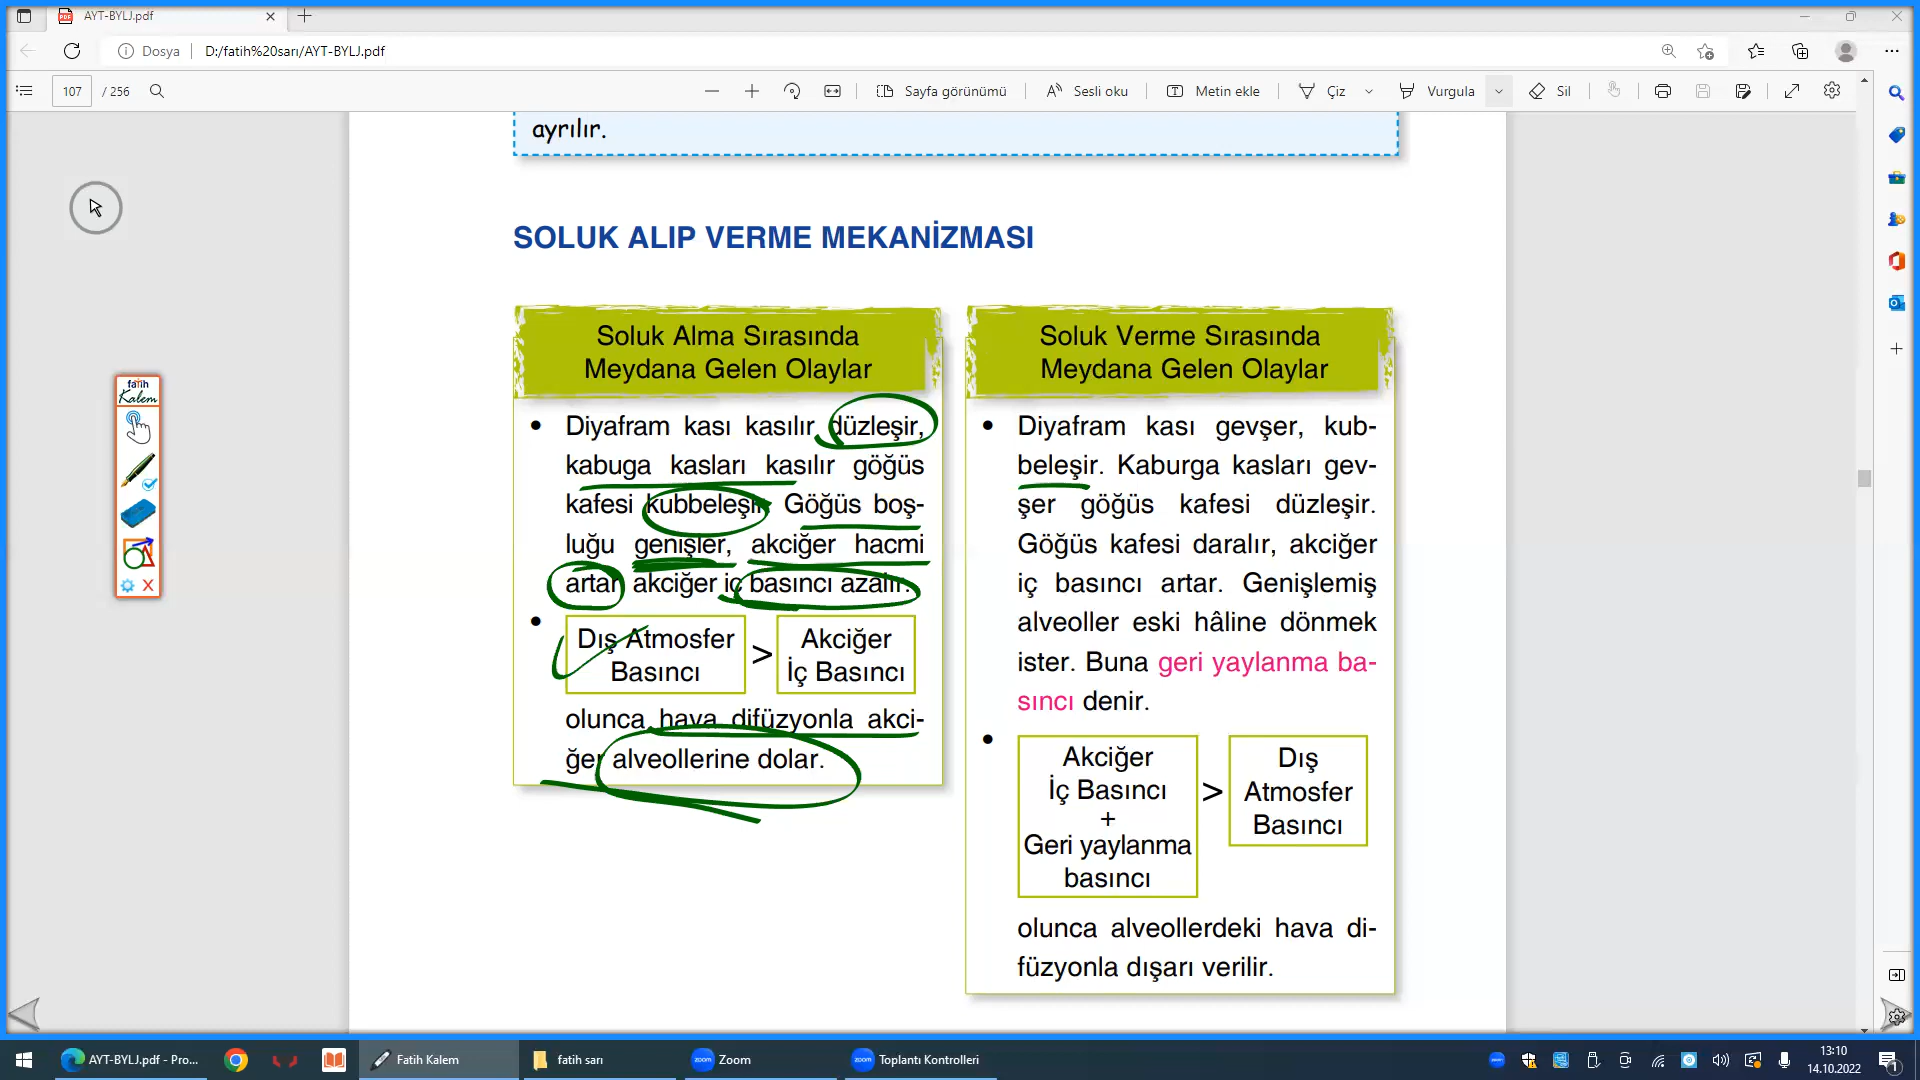 AYT-BYLJ.pdf
Dosya
D:/fatih%20sarı/AYT-BYLJ.pdf
107 / 256
Sayfa görünümü
Sesli oku
Metin ekle
Çiz
Vurgula
Sil
ayrılır.
SOLUK ALIP VERME MEKANİZMASI
Soluk Alma Sırasında
Meydana Gelen Olaylar
• Diyafram kası kasılır, düzleşir,
kabuga kasları kasılır göğüs
kafesi kubbeleşir. Göğüs boş-
luğu genişler, akciğer hacmi
artar akciğer iç basıncı azalır.
• Dış Atmosfer
Basıncı
>
Akciğer
İç Basıncı
olunca hava difüzyonla akci-
ğer alveollerine dolar.
Soluk Verme Sırasında
Meydana Gelen Olaylar
• Diyafram kası gevşer, kub-
beleşir. Kaburga kasları gev-
şer göğüs kafesi düzleşir.
Göğüs kafesi daralır, akciğer
iç basıncı artar. Genişlemiş
alveoller eski hâline dönmek
ister. Buna geri yaylanma ba-
sıncı denir.
• Akciğer
İç Basıncı
+
Geri yaylanma
basıncı
>
Dış
Atmosfer
Basıncı
olunca alveollerdeki hava di-
füzyonla dışarı verilir.
fatih
Kalem
AYT-BYLJ.pdf - Pro...
Fatih Kalem
fatih sarı
zoom
Zoom
zoom
Toplantı Kontrolleri
13:10
14.10.2022
1